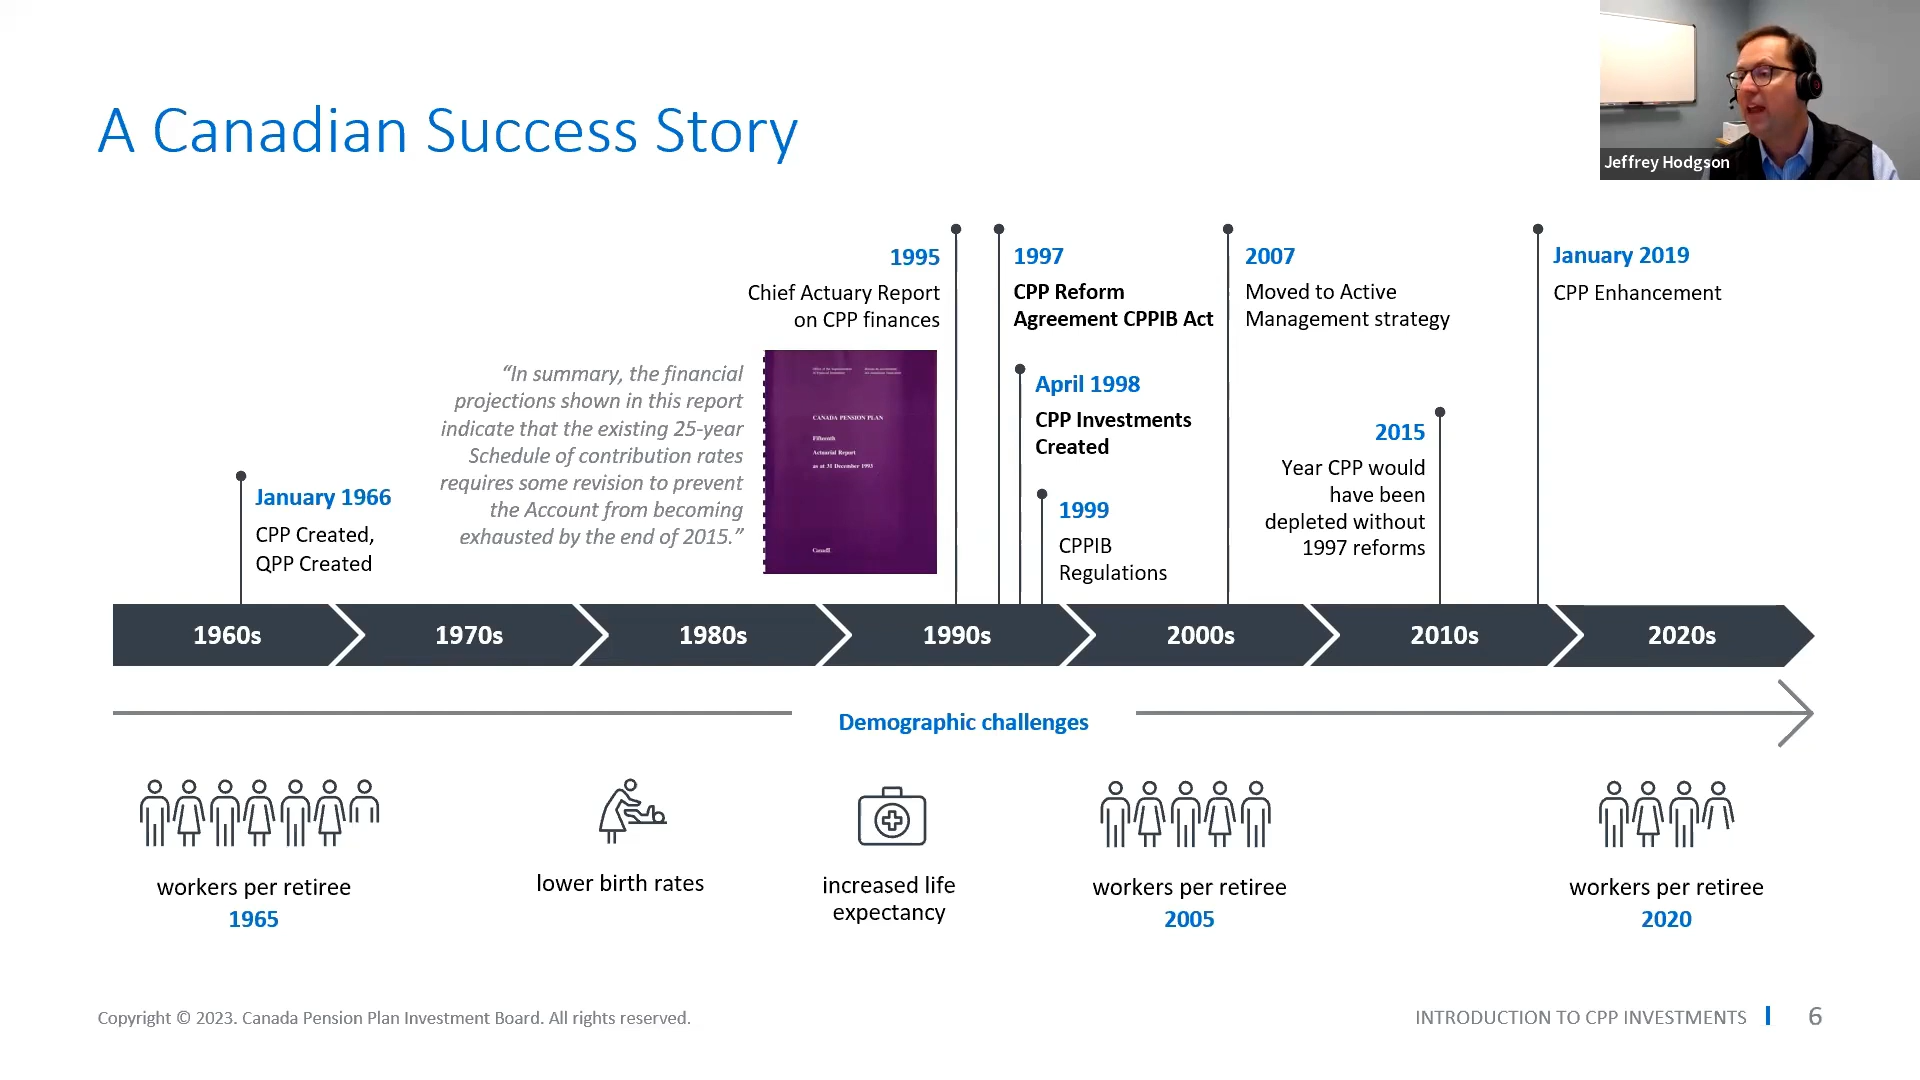 A Canadian Success Story
Jeffrey Hodgson
1995
Chief Actuary Report
on CPP finances
1997
CPP Reform
Agreement CPPIB Act
2007
Moved to Active
Management strategy
January 2019
CPP Enhancement
“In summary, the financial
projections shown in this report
indicate that the existing 25-year
Schedule of contribution rates
requires some revision to prevent
the Account from becoming
exhausted by the end of 2015.”
CANADA PENSION PLAN
Fifteenth
Actuarial Report
as at 31 December 1993
Canada
April 1998
CPP Investments
Created
2015
Year CPP would
have been
depleted without
1997 reforms
January 1966
CPP Created,
QPP Created
1999
CPPIB
Regulations
1960s
1970s
1980s
1990s
2000s
2010s
2020s
Demographic challenges
workers per retiree
1965
lower birth rates
increased life
expectancy
workers per retiree
2005
workers per retiree
2020
Copyright © 2023. Canada Pension Plan Investment Board. All rights reserved.
INTRODUCTION TO CPP INVESTMENTS
6